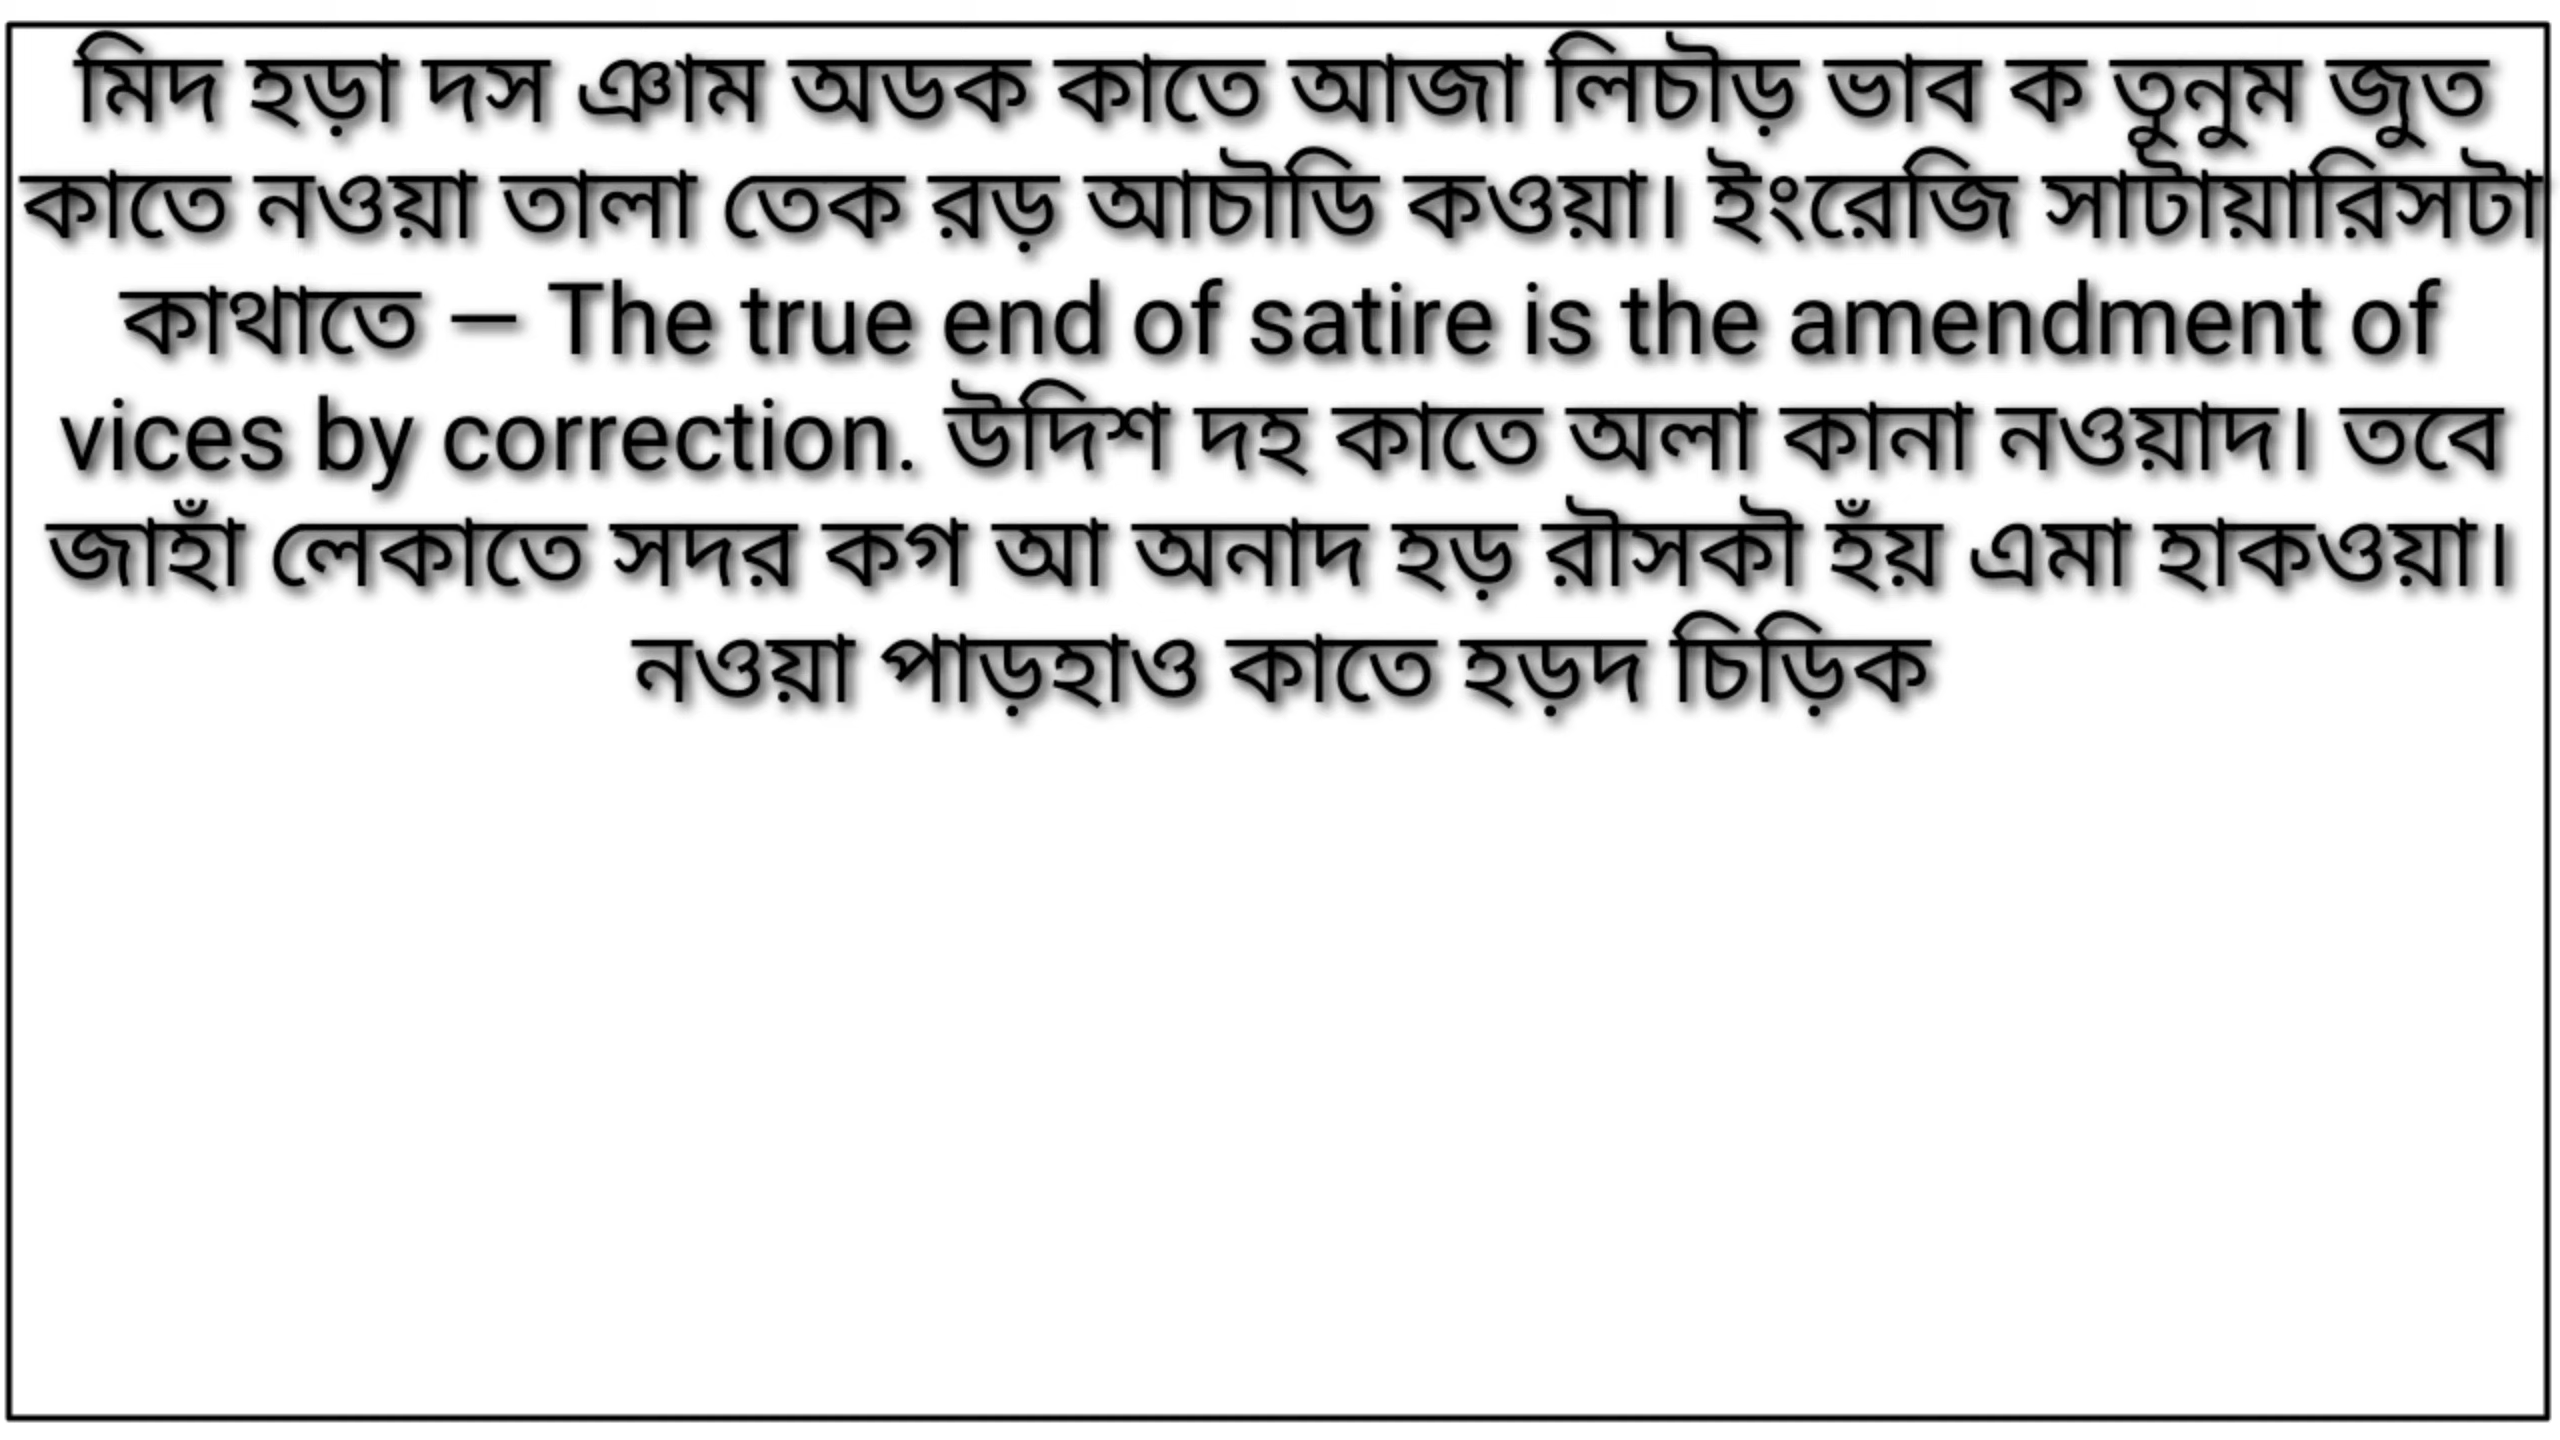 মিদ হড়া দস ঞাম অডক কাতে আজা লিচৗড় ভাব ক তুনুম জুত
কাতে নওয়া তালা তেক রড় আচৗডি কওয়া। ইংরেজি সাটায়ারিসটা
কাথাতে – The true end of satire is the amendment of
vices by correction. উদিশ দহ কাতে অলা কানা নওয়াদ। তবে
জাহাঁ লেকাতে সদর কগ আ অনাদ হড় রৗসকৗ হঁয় এমা হাকওয়া।
নওয়া পাড়হাও কাতে হড়দ চিড়িক